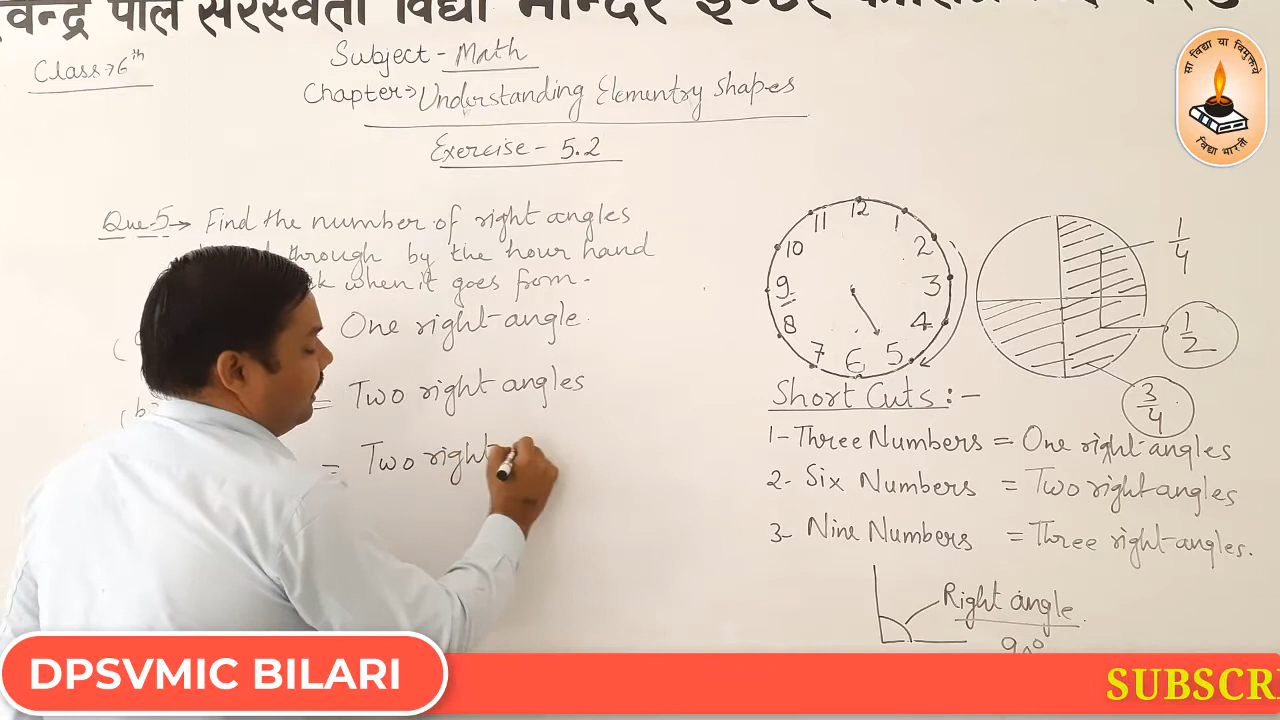 पाल सरस्वती विद्या मन्दिर इण्टर
Class→6th
Subject - Math
Chapter→ Understanding Elementry shapes
Exercise - 5.2
Que-5→ Find the number of right angles
through by the hour hand
when it goes from-
One right angle.
= Two right angles
= Two right
(b
12
11
1
10
2
9
3
8
4
7
5
6
1/4
1/2
3/4
Short Cuts:-
1- Three Numbers = One right angles
2- Six Numbers = Two right angles
3- Nine Numbers = Three right angles.
Right angle
90°
सा विद्या या विमुक्तये
विद्या भारती
DPSVMIC BILARI
SUBSCRI